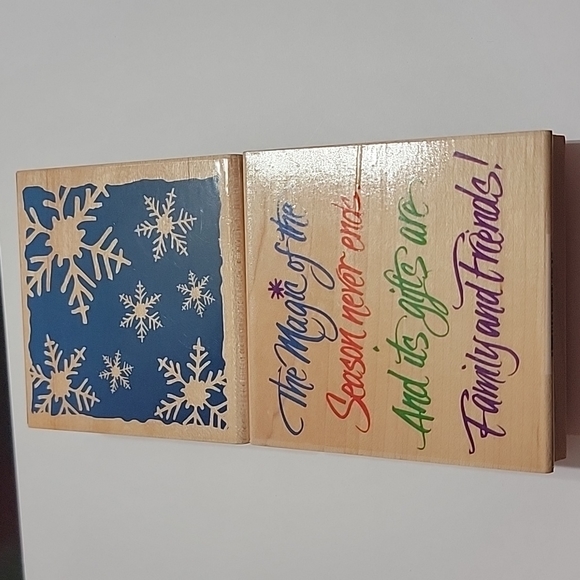 The Magic of the
Season never ends.
And its gifts are
Family and Friends!